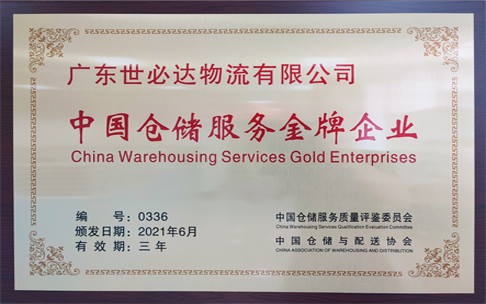 广东世必达物流有限公司
中国仓储服务金牌企业
China Warehousing Services Gold Enterprises
编 号：0336
颁发日期：2021年6月
有 效 期：三 年
中国仓储服务质量评鉴委员会
China Warehousing Services Qualification Evaluation Committee
中国仓储与配送协会
CHINA ASSOCIATION OF WAREHOUSING AND DISTRIBUTION